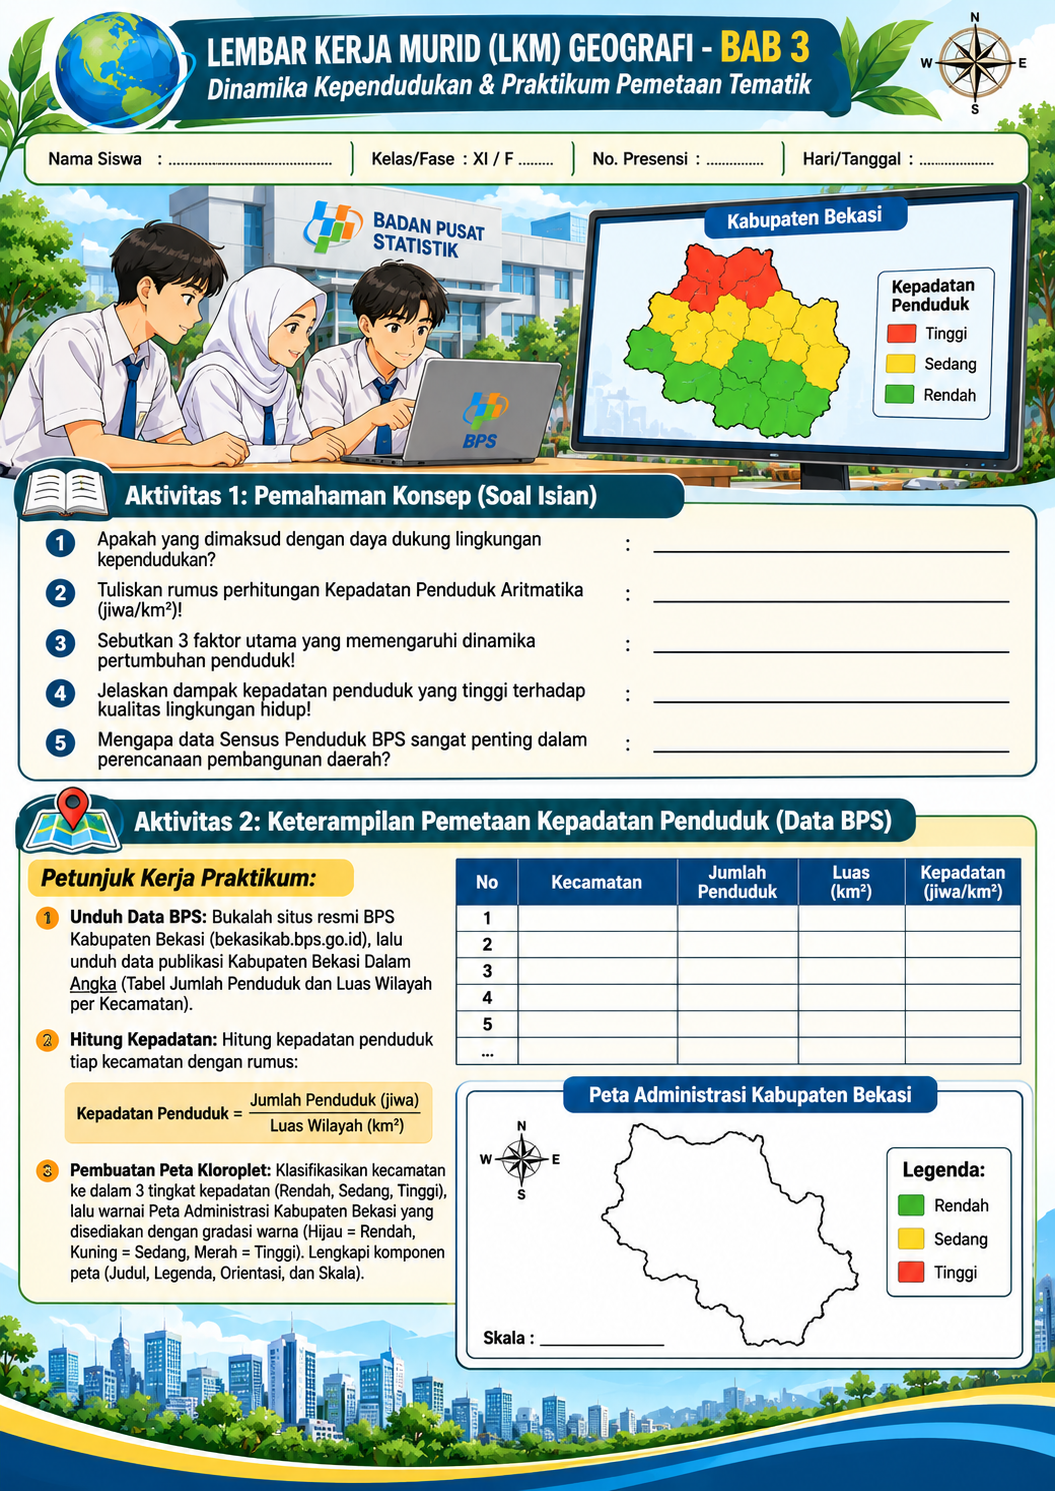 LEMBAR KERJA MURID (LKM) GEOGRAFI - BAB 3
Dinamika Kependudukan & Praktikum Pemetaan Tematik
N
W E
S
Nama Siswa : ....................................... Kelas/Fase : XI / F ........ No. Presensi : .............. Hari/Tanggal : ..................
BADAN PUSAT
STATISTIK
BPS
Kabupaten Bekasi
Kepadatan
Penduduk
Tinggi
Sedang
Rendah
Aktivitas 1: Pemahaman Konsep (Soal Isian)
1 Apakah yang dimaksud dengan daya dukung lingkungan : ____________________
kependudukan?
2 Tuliskan rumus perhitungan Kepadatan Penduduk Aritmatika : ____________________
(jiwa/km²)!
3 Sebutkan 3 faktor utama yang memengaruhi dinamika : ____________________
pertumbuhan penduduk!
4 Jelaskan dampak kepadatan penduduk yang tinggi terhadap : ____________________
kualitas lingkungan hidup!
5 Mengapa data Sensus Penduduk BPS sangat penting dalam : ____________________
perencanaan pembangunan daerah?
Aktivitas 2: Keterampilan Pemetaan Kepadatan Penduduk (Data BPS)
Petunjuk Kerja Praktikum:
1 Unduh Data BPS: Bukalah situs resmi BPS
Kabupaten Bekasi (bekasikab.bps.go.id), lalu
unduh data publikasi Kabupaten Bekasi Dalam
Angka (Tabel Jumlah Penduduk dan Luas Wilayah
per Kecamatan).
2 Hitung Kepadatan: Hitung kepadatan penduduk
tiap kecamatan dengan rumus:
Kepadatan Penduduk = Jumlah Penduduk (jiwa)
Luas Wilayah (km²)
3 Pembuatan Peta Kloroplet: Klasifikasikan kecamatan
ke dalam 3 tingkat kepadatan (Rendah, Sedang, Tinggi),
lalu warnai Peta Administrasi Kabupaten Bekasi yang
disediakan dengan gradasi warna (Hijau = Rendah,
Kuning = Sedang, Merah = Tinggi). Lengkapi komponen
peta (Judul, Legenda, Orientasi, dan Skala).
No Kecamatan Jumlah Penduduk Luas (km²) Kepadatan (jiwa/km²)
1
2
3
4
5
...
Peta Administrasi Kabupaten Bekasi
N
W E
S
Legenda:
Rendah
Sedang
Tinggi
Skala : ____________